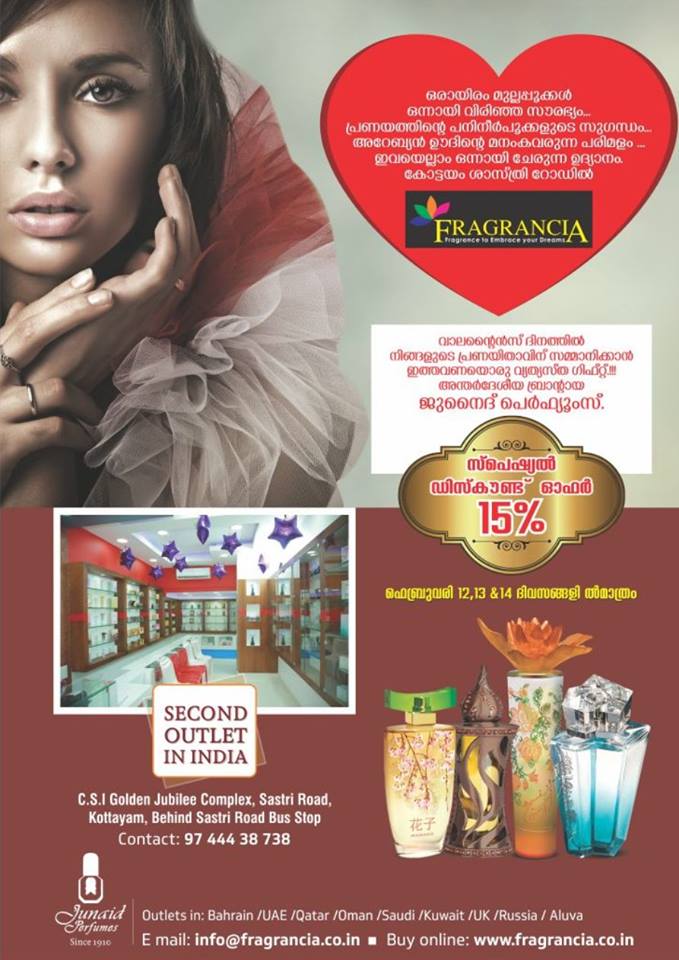 ഒരായിരം മുല്ലപ്പൂക്കൾ
ഒന്നായി വിരിഞ്ഞ സൗരഭ്യം...
പ്രണയത്തിന്റെ പനിനീർപൂക്കളുടെ സുഗന്ധം...
അറേബ്യൻ ഊദിന്റെ മനംകവരുന്ന പരിമളം ...
ഇവയെല്ലാം ഒന്നായി ചേരുന്ന ഉദ്യാനം.
കോട്ടയം ശാസ്ത്രി റോഡിൽ
FRAGRANCIA
Fragrance to Embrace your Dreams
വാലന്റൈൻസ് ദിനത്തിൽ
നിങ്ങളുടെ പ്രണയിതാവിന് സമ്മാനിക്കാൻ
ഇത്തവണയൊരു വ്യത്യസ്ത ഗിഫ്റ്റ്.!!!
അന്തർദേശീയ ബ്രാന്റായ
ജുനൈദ് പെർഫ്യൂംസ്.
സ്പെഷ്യൽ
ഡിസ്കൗണ്ട് ഓഫർ
15%
ഫെബ്രുവരി 12,13 &14 ദിവസങ്ങളി ൽമാത്രം
SECOND
OUTLET
IN INDIA
花子
C.S.I Golden Jubilee Complex, Sastri Road,
Kottayam, Behind Sastri Road Bus Stop
Contact: 97 444 38 738
Junaid
Perfumes
Since 1910
Outlets in: Bahrain /UAE /Qatar /Oman /Saudi /Kuwait /UK /Russia / Aluva
E mail: info@fragrancia.co.in ■ Buy online: www.fragrancia.co.in